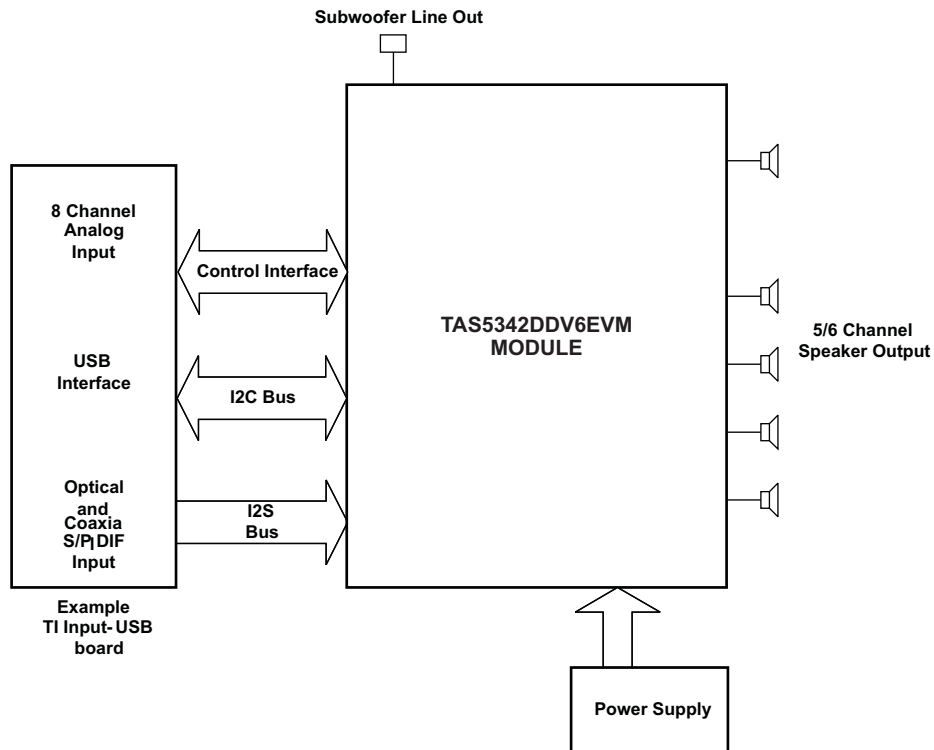 Subwoofer Line Out
8 Channel
Analog
Input
Control Interface
TAS5342DDV6EVM
MODULE
5/6 Channel
Speaker Output
USB
Interface
I2C Bus
Optical
and
Coaxia
S/PlDIF
Input
I2S
Bus
Example
TI Input-USB
board
Power Supply